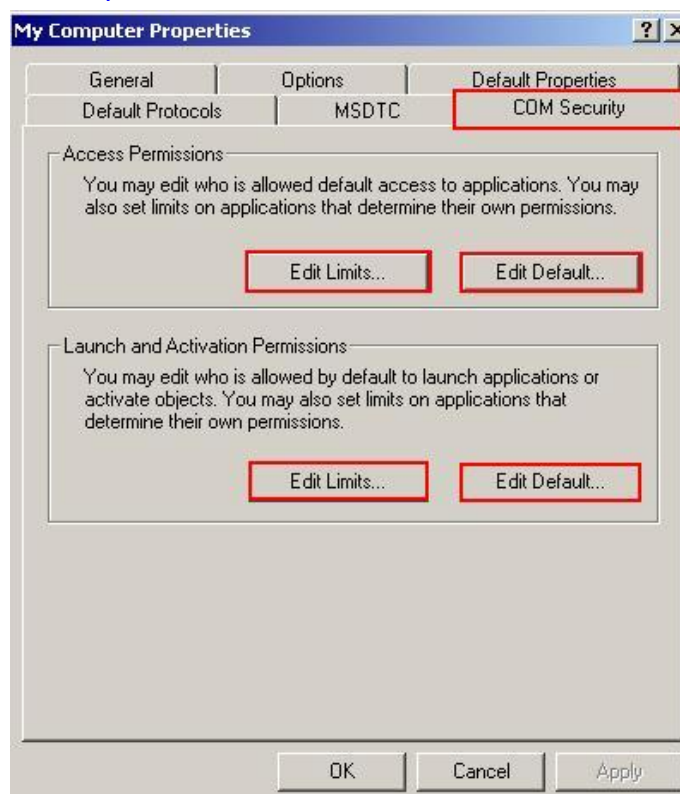 My Computer Properties
General Options Default Properties
Default Protocols MSDTC COM Security
Access Permissions
You may edit who is allowed default access to applications. You may
also set limits on applications that determine their own permissions.
Edit Limits... Edit Default...
Launch and Activation Permissions
You may edit who is allowed by default to launch applications or
activate objects. You may also set limits on applications that
determine their own permissions.
Edit Limits... Edit Default...
OK Cancel Apply